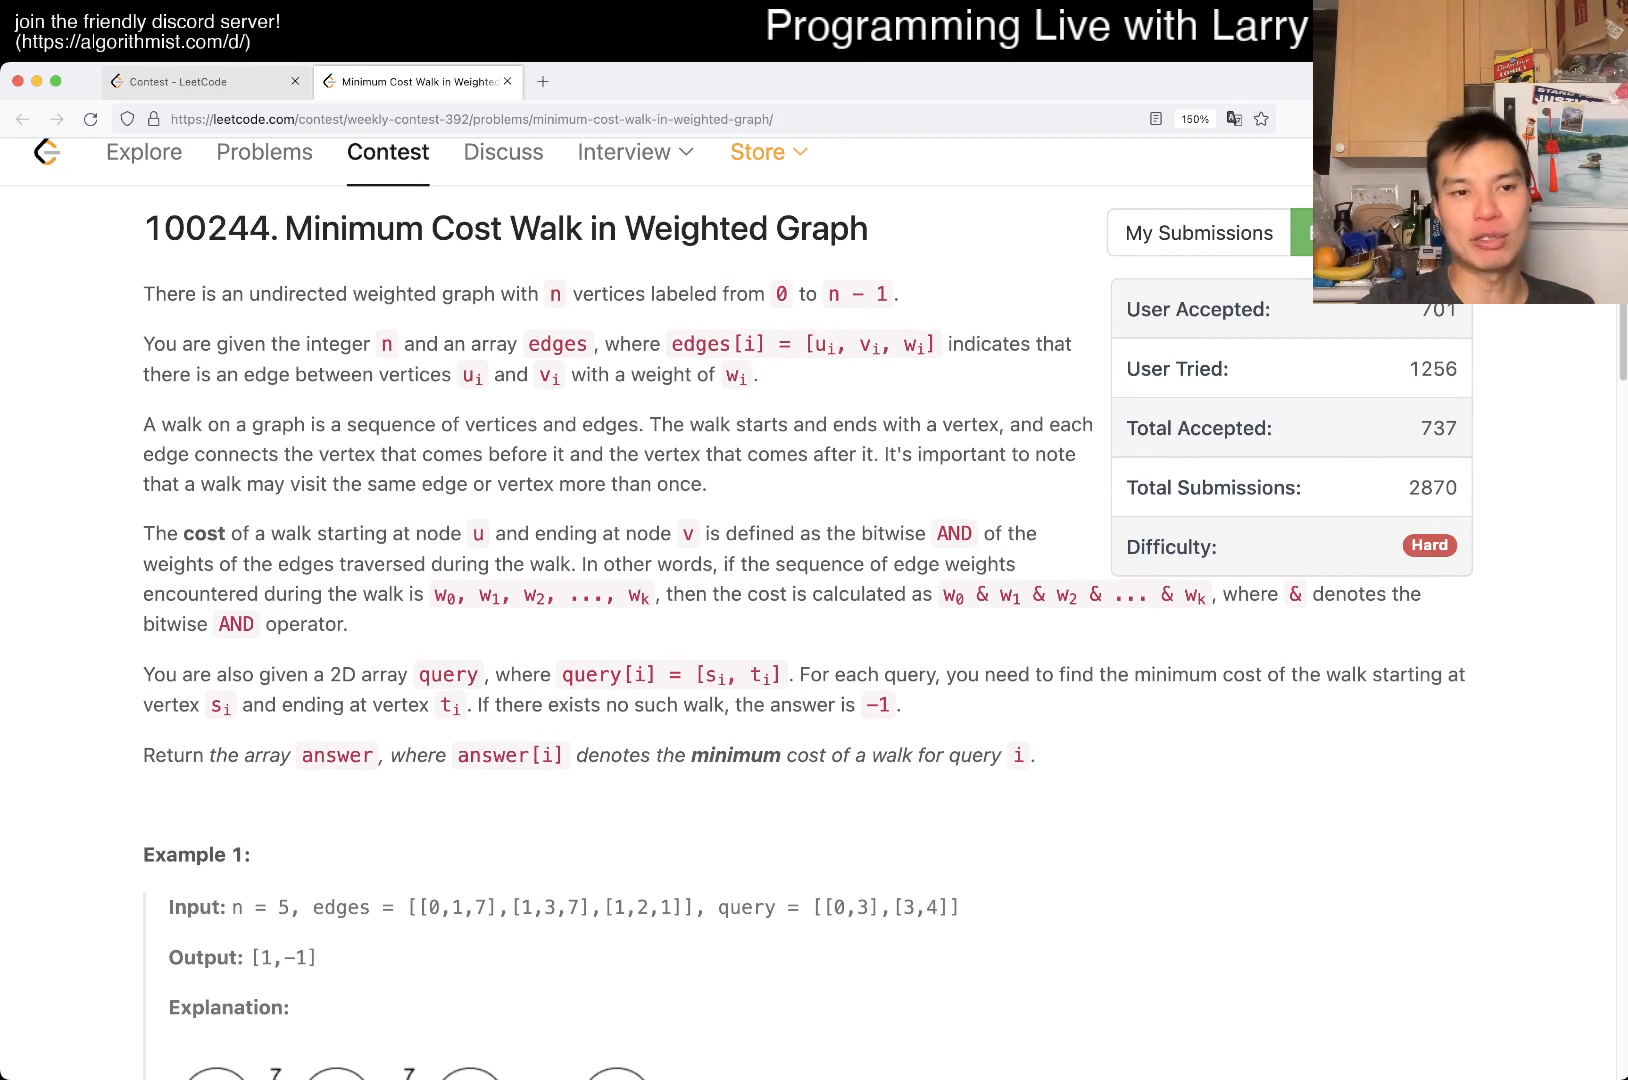 join the friendly discord server!
(https://algorithmist.com/d/)
Programming Live with Larry
Contest - LeetCode
Minimum Cost Walk in Weighted
https://leetcode.com/contest/weekly-contest-392/problems/minimum-cost-walk-in-weighted-graph/
150%
Explore Problems Contest Discuss Interview Store
100244. Minimum Cost Walk in Weighted Graph
My Submissions
There is an undirected weighted graph with n vertices labeled from 0 to n - 1.
User Accepted: 701
You are given the integer n and an array edges, where edges[i] = [uᵢ, vᵢ, wᵢ] indicates that
there is an edge between vertices uᵢ and vᵢ with a weight of wᵢ.
User Tried: 1256
A walk on a graph is a sequence of vertices and edges. The walk starts and ends with a vertex, and each
edge connects the vertex that comes before it and the vertex that comes after it. It's important to note
that a walk may visit the same edge or vertex more than once.
Total Accepted: 737
Total Submissions: 2870
The cost of a walk starting at node u and ending at node v is defined as the bitwise AND of the
weights of the edges traversed during the walk. In other words, if the sequence of edge weights
Difficulty: Hard
encountered during the walk is w₀, w₁, w₂, ..., wₖ, then the cost is calculated as w₀ & w₁ & w₂ & ... & wₖ, where & denotes the
bitwise AND operator.
You are also given a 2D array query, where query[i] = [sᵢ, tᵢ]. For each query, you need to find the minimum cost of the walk starting at
vertex sᵢ and ending at vertex tᵢ. If there exists no such walk, the answer is -1.
Return the array answer, where answer[i] denotes the minimum cost of a walk for query i.
Example 1:
Input: n = 5, edges = [[0,1,7],[1,3,7],[1,2,1]], query = [[0,3],[3,4]]
Output: [1,-1]
Explanation:
7 7